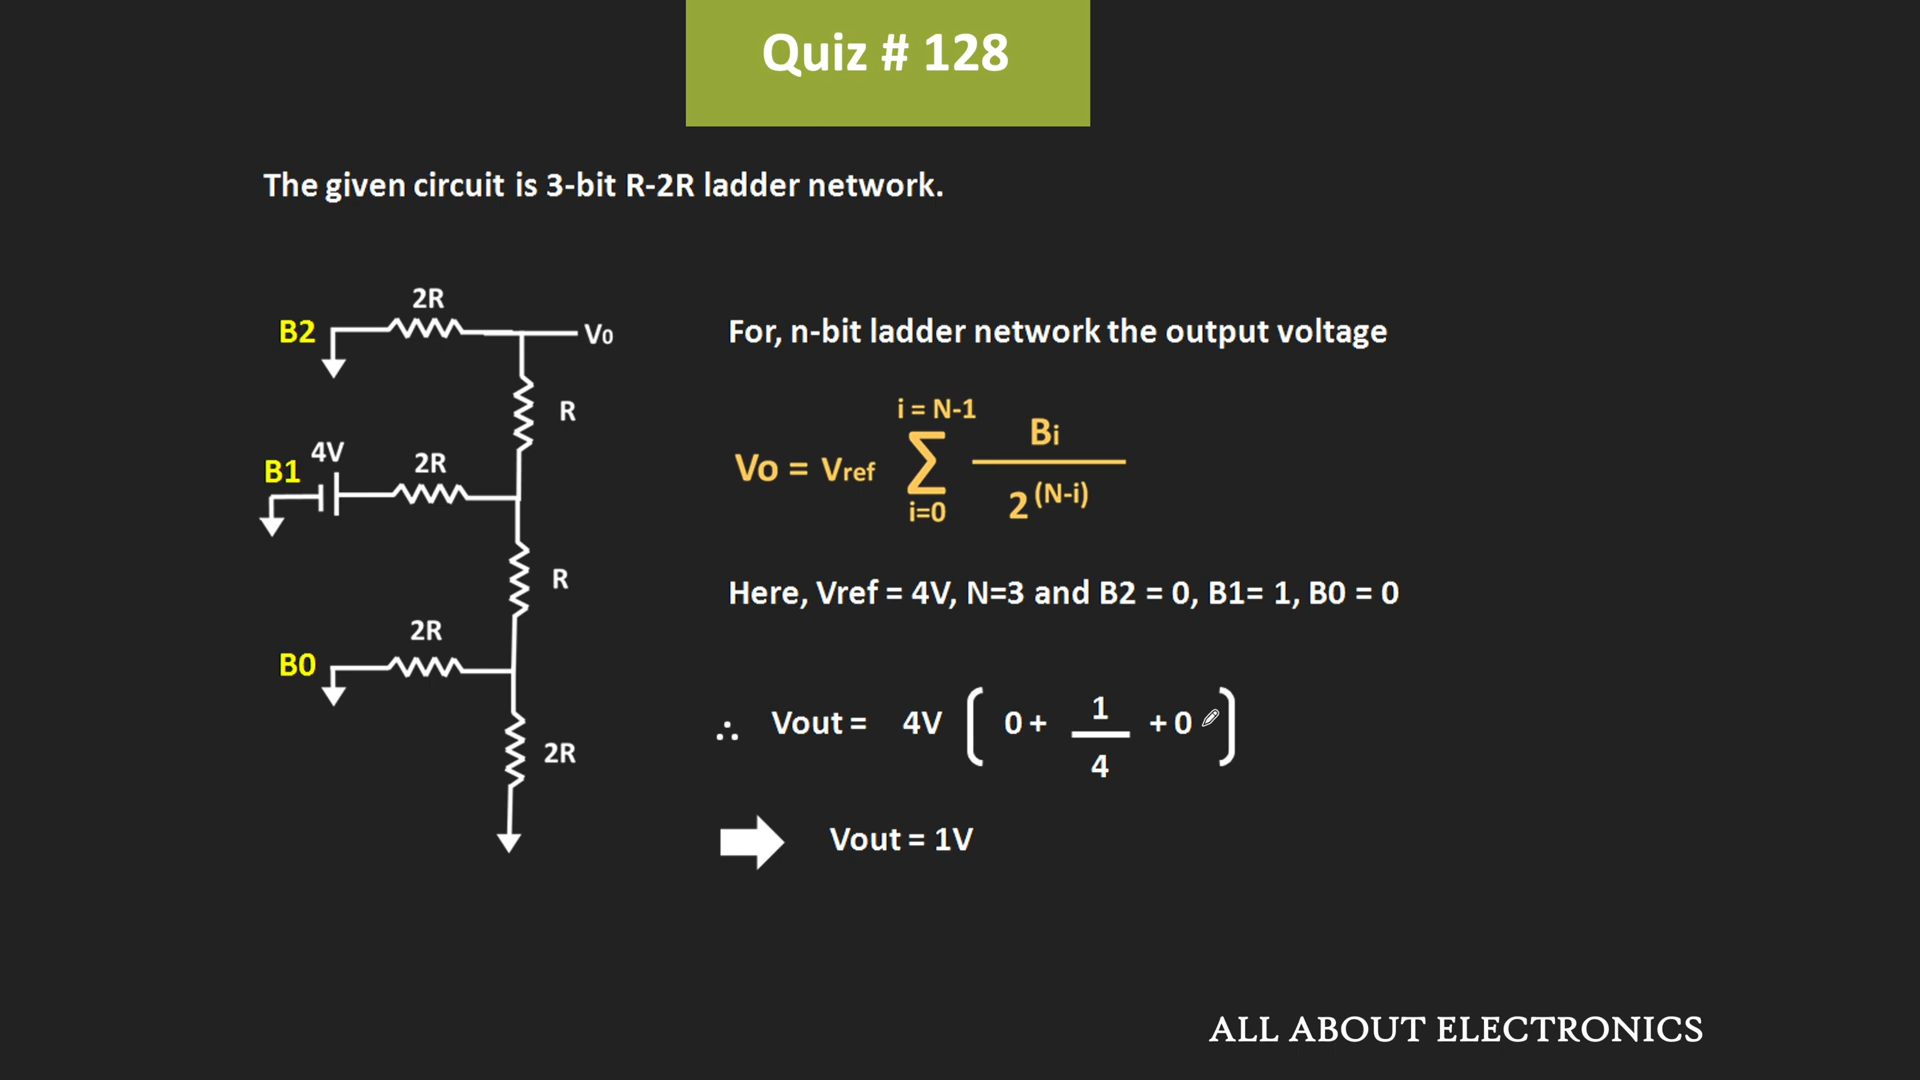 Quiz # 128
The given circuit is 3-bit R-2R ladder network.
2R
B2
V0
R
4V
B1
2R
R
2R
B0
2R
For, n-bit ladder network the output voltage
i = N-1
Vo = Vref ∑ Bi
i=0
2 (N-i)
Here, Vref = 4V, N=3 and B2 = 0, B1= 1, B0 = 0
∴ Vout = 4V ( 0 + 1/4 + 0 )
Vout = 1V
ALL ABOUT ELECTRONICS